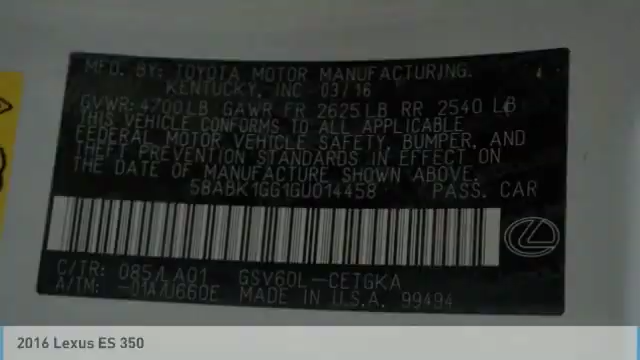 MFD. BY: TOYOTA MOTOR MANUFACTURING.
KENTUCKY, INC 03/16
GVWR: 4700LB GAWR FR 2625LB RR 2540 LB
THIS VEHICLE CONFORMS TO ALL APPLICABLE
FEDERAL MOTOR VEHICLE SAFETY, BUMPER, AND
THEFT PREVENTION STANDARDS IN EFFECT ON
THE DATE OF MANUFACTURE SHOWN ABOVE.
58ABK1GG1GU014458 PASS. CAR
C/TR: 085/LA01 GSV60L-CETGKA
A/TM: -01A/U660E MADE IN U.S.A. 99494
2016 Lexus ES 350